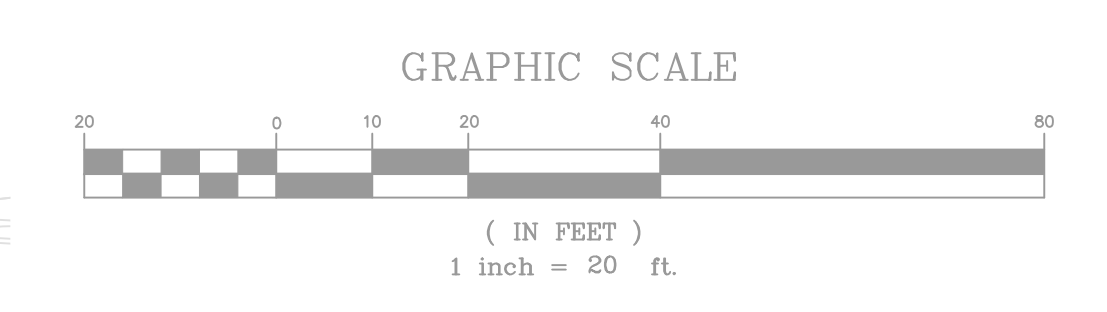 GRAPHIC SCALE
20 0 10 20 40 80
( IN FEET )
1 inch = 20 ft.